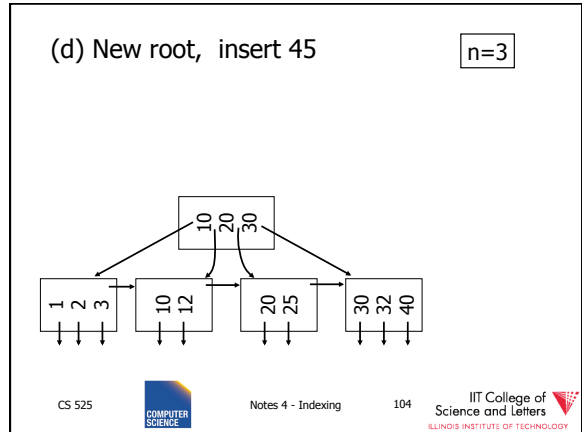 (d) New root, insert 45
n=3
10 20 30
1 2 3
10 12
20 25
30 32 40
CS 525
COMPUTER
SCIENCE
Notes 4 - Indexing
104
IIT College of
Science and Letters
ILLINOIS INSTITUTE OF TECHNOLOGY